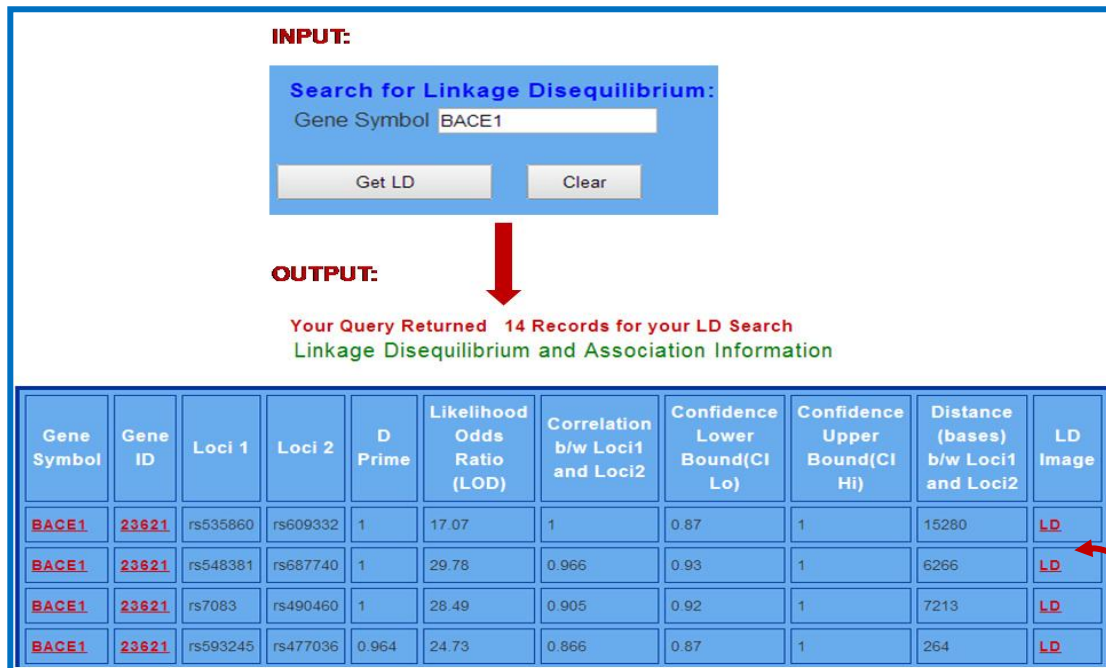 INPUT:
Search for Linkage Disequilibrium:
Gene Symbol BACE1
Get LD Clear
OUTPUT:
Your Query Returned 14 Records for your LD Search
Linkage Disequilibrium and Association Information
Gene Symbol Gene ID Loci 1 Loci 2 D Prime Likelihood Odds Ratio (LOD) Correlation b/w Loci1 and Loci2 Confidence Lower Bound(CI Lo) Confidence Upper Bound(CI Hi) Distance (bases) b/w Loci1 and Loci2 LD Image
BACE1 23621 rs535860 rs609332 1 17.07 1 0.87 1 15280 LD
BACE1 23621 rs548381 rs687740 1 29.78 0.966 0.93 1 6266 LD
BACE1 23621 rs7083 rs490460 1 28.49 0.905 0.92 1 7213 LD
BACE1 23621 rs593245 rs477036 0.964 24.73 0.866 0.87 1 264 LD